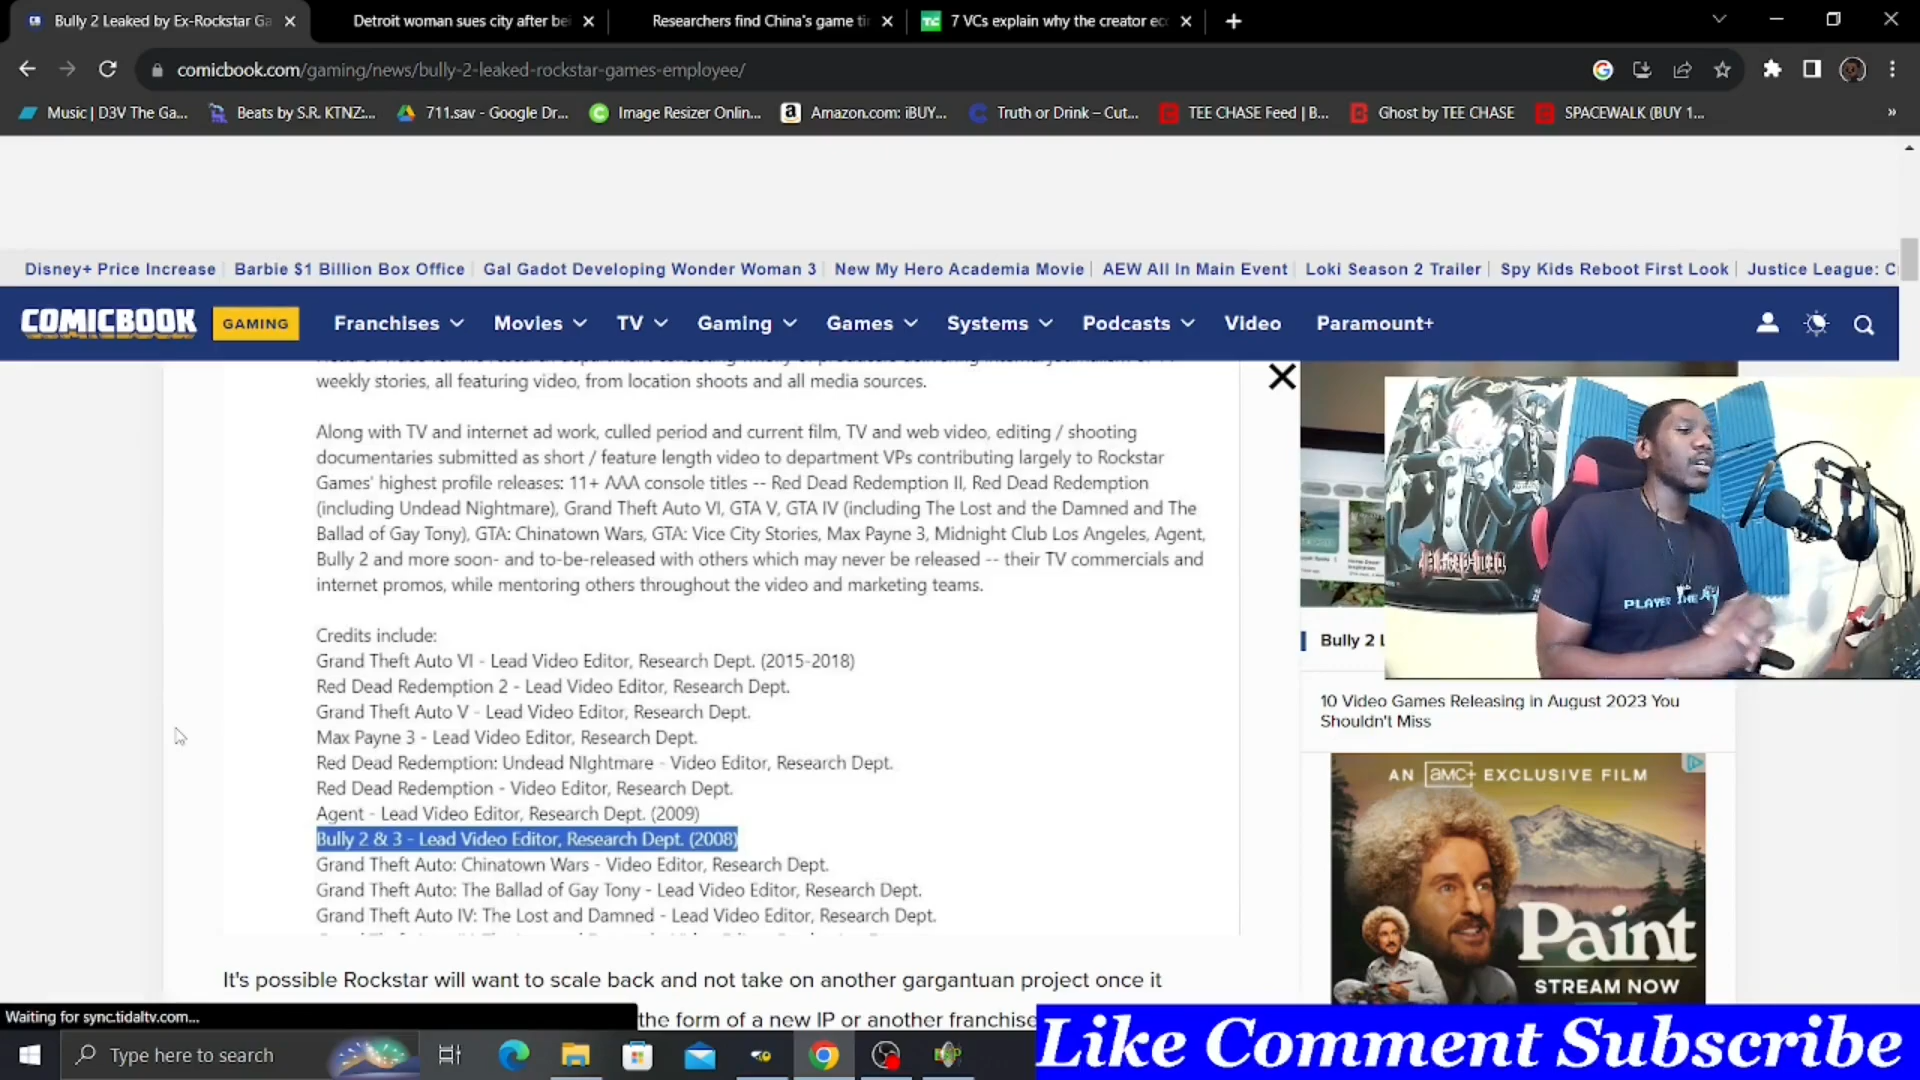 Bully 2 Leaked by Ex-Rockstar Ga
Detroit woman sues city after bei
Researchers find China's game ti
7 VCs explain why the creator ec
comicbook.com/gaming/news/bully-2-leaked-rockstar-games-employee/
Music | D3V The Ga...
Beats by S.R. KTNZ:...
711.sav - Google Dr...
Image Resizer Onlin...
Amazon.com: iBUY...
Truth or Drink – Cut...
TEE CHASE Feed | B...
Ghost by TEE CHASE
SPACEWALK (BUY 1...
»
Disney+ Price Increase
Barbie $1 Billion Box Office
Gal Gadot Developing Wonder Woman 3
New My Hero Academia Movie
AEW All In Main Event
Loki Season 2 Trailer
Spy Kids Reboot First Look
Justice League: C
COMICBOOK
GAMING
Franchises
Movies
TV
Gaming
Games
Systems
Podcasts
Video
Paramount+
weekly stories, all featuring video, from location shoots and all media sources.
Along with TV and internet ad work, culled period and current film, TV and web video, editing / shooting
documentaries submitted as short / feature length video to department VPs contributing largely to Rockstar
Games' highest profile releases: 11+ AAA console titles -- Red Dead Redemption II, Red Dead Redemption
(including Undead Nightmare), Grand Theft Auto VI, GTA V, GTA IV (including The Lost and the Damned and The
Ballad of Gay Tony), GTA: Chinatown Wars, GTA: Vice City Stories, Max Payne 3, Midnight Club Los Angeles, Agent,
Bully 2 and more soon- and to-be-released with others which may never be released -- their TV commercials and
internet promos, while mentoring others throughout the video and marketing teams.
Credits include:
Grand Theft Auto VI - Lead Video Editor, Research Dept. (2015-2018)
Red Dead Redemption 2 - Lead Video Editor, Research Dept.
Grand Theft Auto V - Lead Video Editor, Research Dept.
Max Payne 3 - Lead Video Editor, Research Dept.
Red Dead Redemption: Undead NIghtmare - Video Editor, Research Dept.
Red Dead Redemption - Video Editor, Research Dept.
Agent - Lead Video Editor, Research Dept. (2009)
Bully 2 & 3 - Lead Video Editor, Research Dept. (2008)
Grand Theft Auto: Chinatown Wars - Video Editor, Research Dept.
Grand Theft Auto: The Ballad of Gay Tony - Lead Video Editor, Research Dept.
Grand Theft Auto IV: The Lost and Damned - Lead Video Editor, Research Dept.
It's possible Rockstar will want to scale back and not take on another gargantuan project once it
the form of a new IP or another franchise
PLAYER THE
Bully 2 L
10 Video Games Releasing in August 2023 You
Shouldn't Miss
AN amc+ EXCLUSIVE FILM
Paint
STREAM NOW
Waiting for sync.tidaltv.com...
Type here to search
Like Comment Subscribe